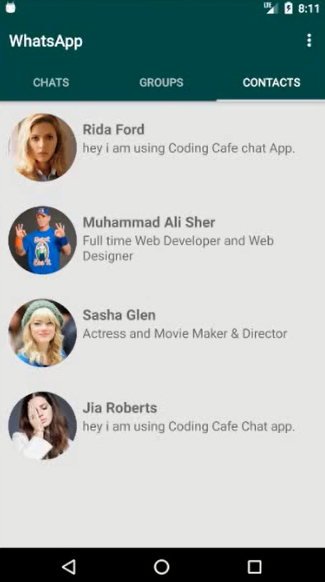 LTE 8:11
WhatsApp
CHATS GROUPS CONTACTS
Rida Ford
hey i am using Coding Cafe chat App.
Muhammad Ali Sher
Full time Web Developer and Web
Designer
Sasha Glen
Actress and Movie Maker & Director
Jia Roberts
hey i am using Coding Cafe Chat app.